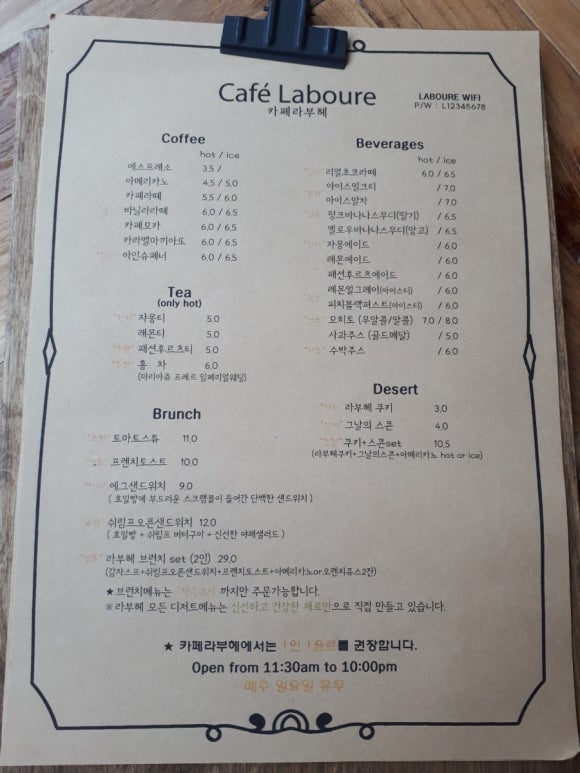 Café Laboure
카페라부헤
LABOURE WIFI
P/W : L12345678
Coffee
hot / ice
에스프레소 3.5 /
아메리카노 4.5 / 5.0
카페라떼 5.5 / 6.0
바닐라라떼 6.0 / 6.5
카페모카 6.0 / 6.5
카라멜마끼아또 6.0 / 6.5
아인슈페너 6.0 / 6.5
Tea
(only hot)
자몽티 5.0
레몬티 5.0
패션후르츠티 5.0
홍 차 6.0
(마리아쥬 프레르 임페리얼웨딩)
Beverages
hot / ice
리얼초코라떼 6.0 / 6.5
아이스밀크티 / 7.0
아이스말차 / 7.0
핑크바나나스무디(딸기) / 6.5
옐로우바나나스무디(망고) / 6.5
자몽에이드 / 6.0
레몬에이드 / 6.0
패션후르츠에이드 / 6.0
레몬얼그레이(아이스티) / 6.0
피치블랙퍼스트(아이스티) / 6.0
모히토 (무알콜/알콜) 7.0 / 8.0
사과주스 (골드메달) / 5.0
수박주스 / 6.0
Desert
라부헤 쿠키 3.0
그날의 스콘 4.0
쿠키+스콘set 10.5
(라부헤쿠키+그날의스콘+아메리카노 hot or ice)
Brunch
토마토스튜 11.0
프렌치토스트 10.0
에그샌드위치 9.0
( 호밀빵에 부드러운 스크램블이 들어간 담백한 샌드위치 )
쉬림프오픈샌드위치 12.0
( 호밀빵 + 쉬림프 버터구이 + 신선한 야채샐러드 )
라부헤 브런치 set (2인) 29.0
(감자스프+쉬림프오픈샌드위치+프렌치토스트+아메리카노or오렌지쥬스2잔)
★브런치메뉴는 까지만 주문가능합니다.
※라부헤 모든 디저트메뉴는 신선하고 건강한 재료만으로 직접 만들고 있습니다.
★ 카페라부헤에서는 1인 1음료를 권장합니다.
Open from 11:30am to 10:00pm
매주 일요일 휴무